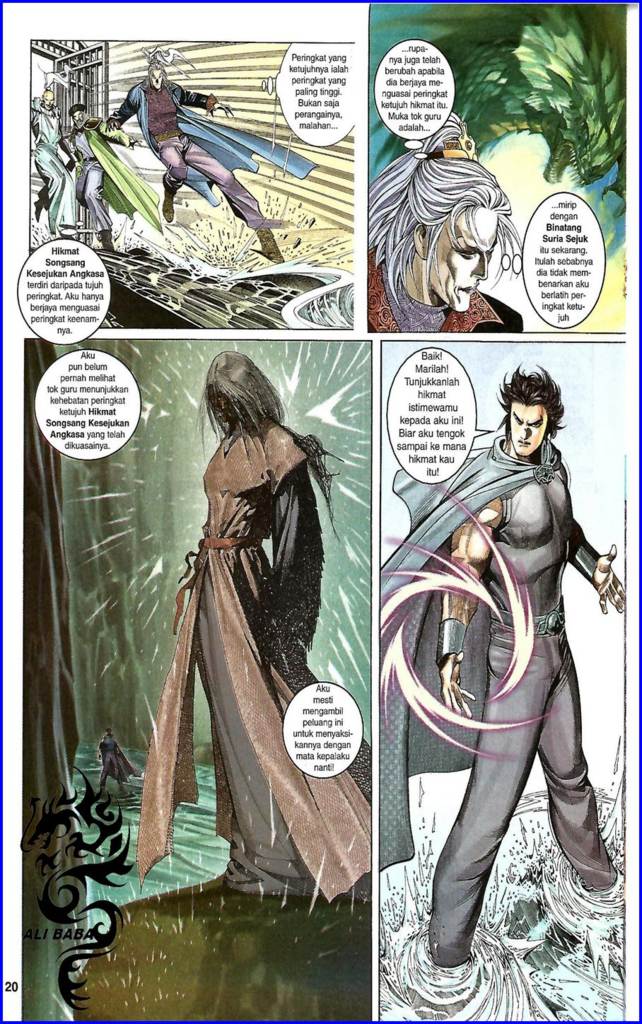 Peringkat yang
ketujuhnya ialah
peringkat yang
paling tinggi.
Bukan saja
perangainya,
malahan...
Hikmat
Songsang
Kesejukan Angkasa
terdiri daripada tujuh
peringkat. Aku hanya
berjaya menguasai
peringkat keenam-
nya.
...rupa-
nya juga telah
berubah apabila
dia berjaya me-
nguasai peringkat
ketujuh hikmat itu.
Muka tok guru
adalah...
...mirip
dengan
Binatang
Suria Sejuk
itu sekarang.
Itulah sebabnya
dia tidak mem-
benarkan aku
berlatih per-
ingkat ketu-
juh
Aku
pun belum
pernah melihat
tok guru menunjukkan
kehebatan peringkat
ketujuh Hikmat
Songsang Kesejukan
Angkasa yang telah
dikuasainya.
Aku
mesti
mengambil
peluang ini
untuk menyaksi-
kannya dengan
mata kepalaku
nanti!
Baik!
Marilah!
Tunjukkanlah
hikmat
istimewamu
kepada aku ini!
Biar aku tengok
sampai ke mana
hikmat kau
itu!
ALI BABA
20